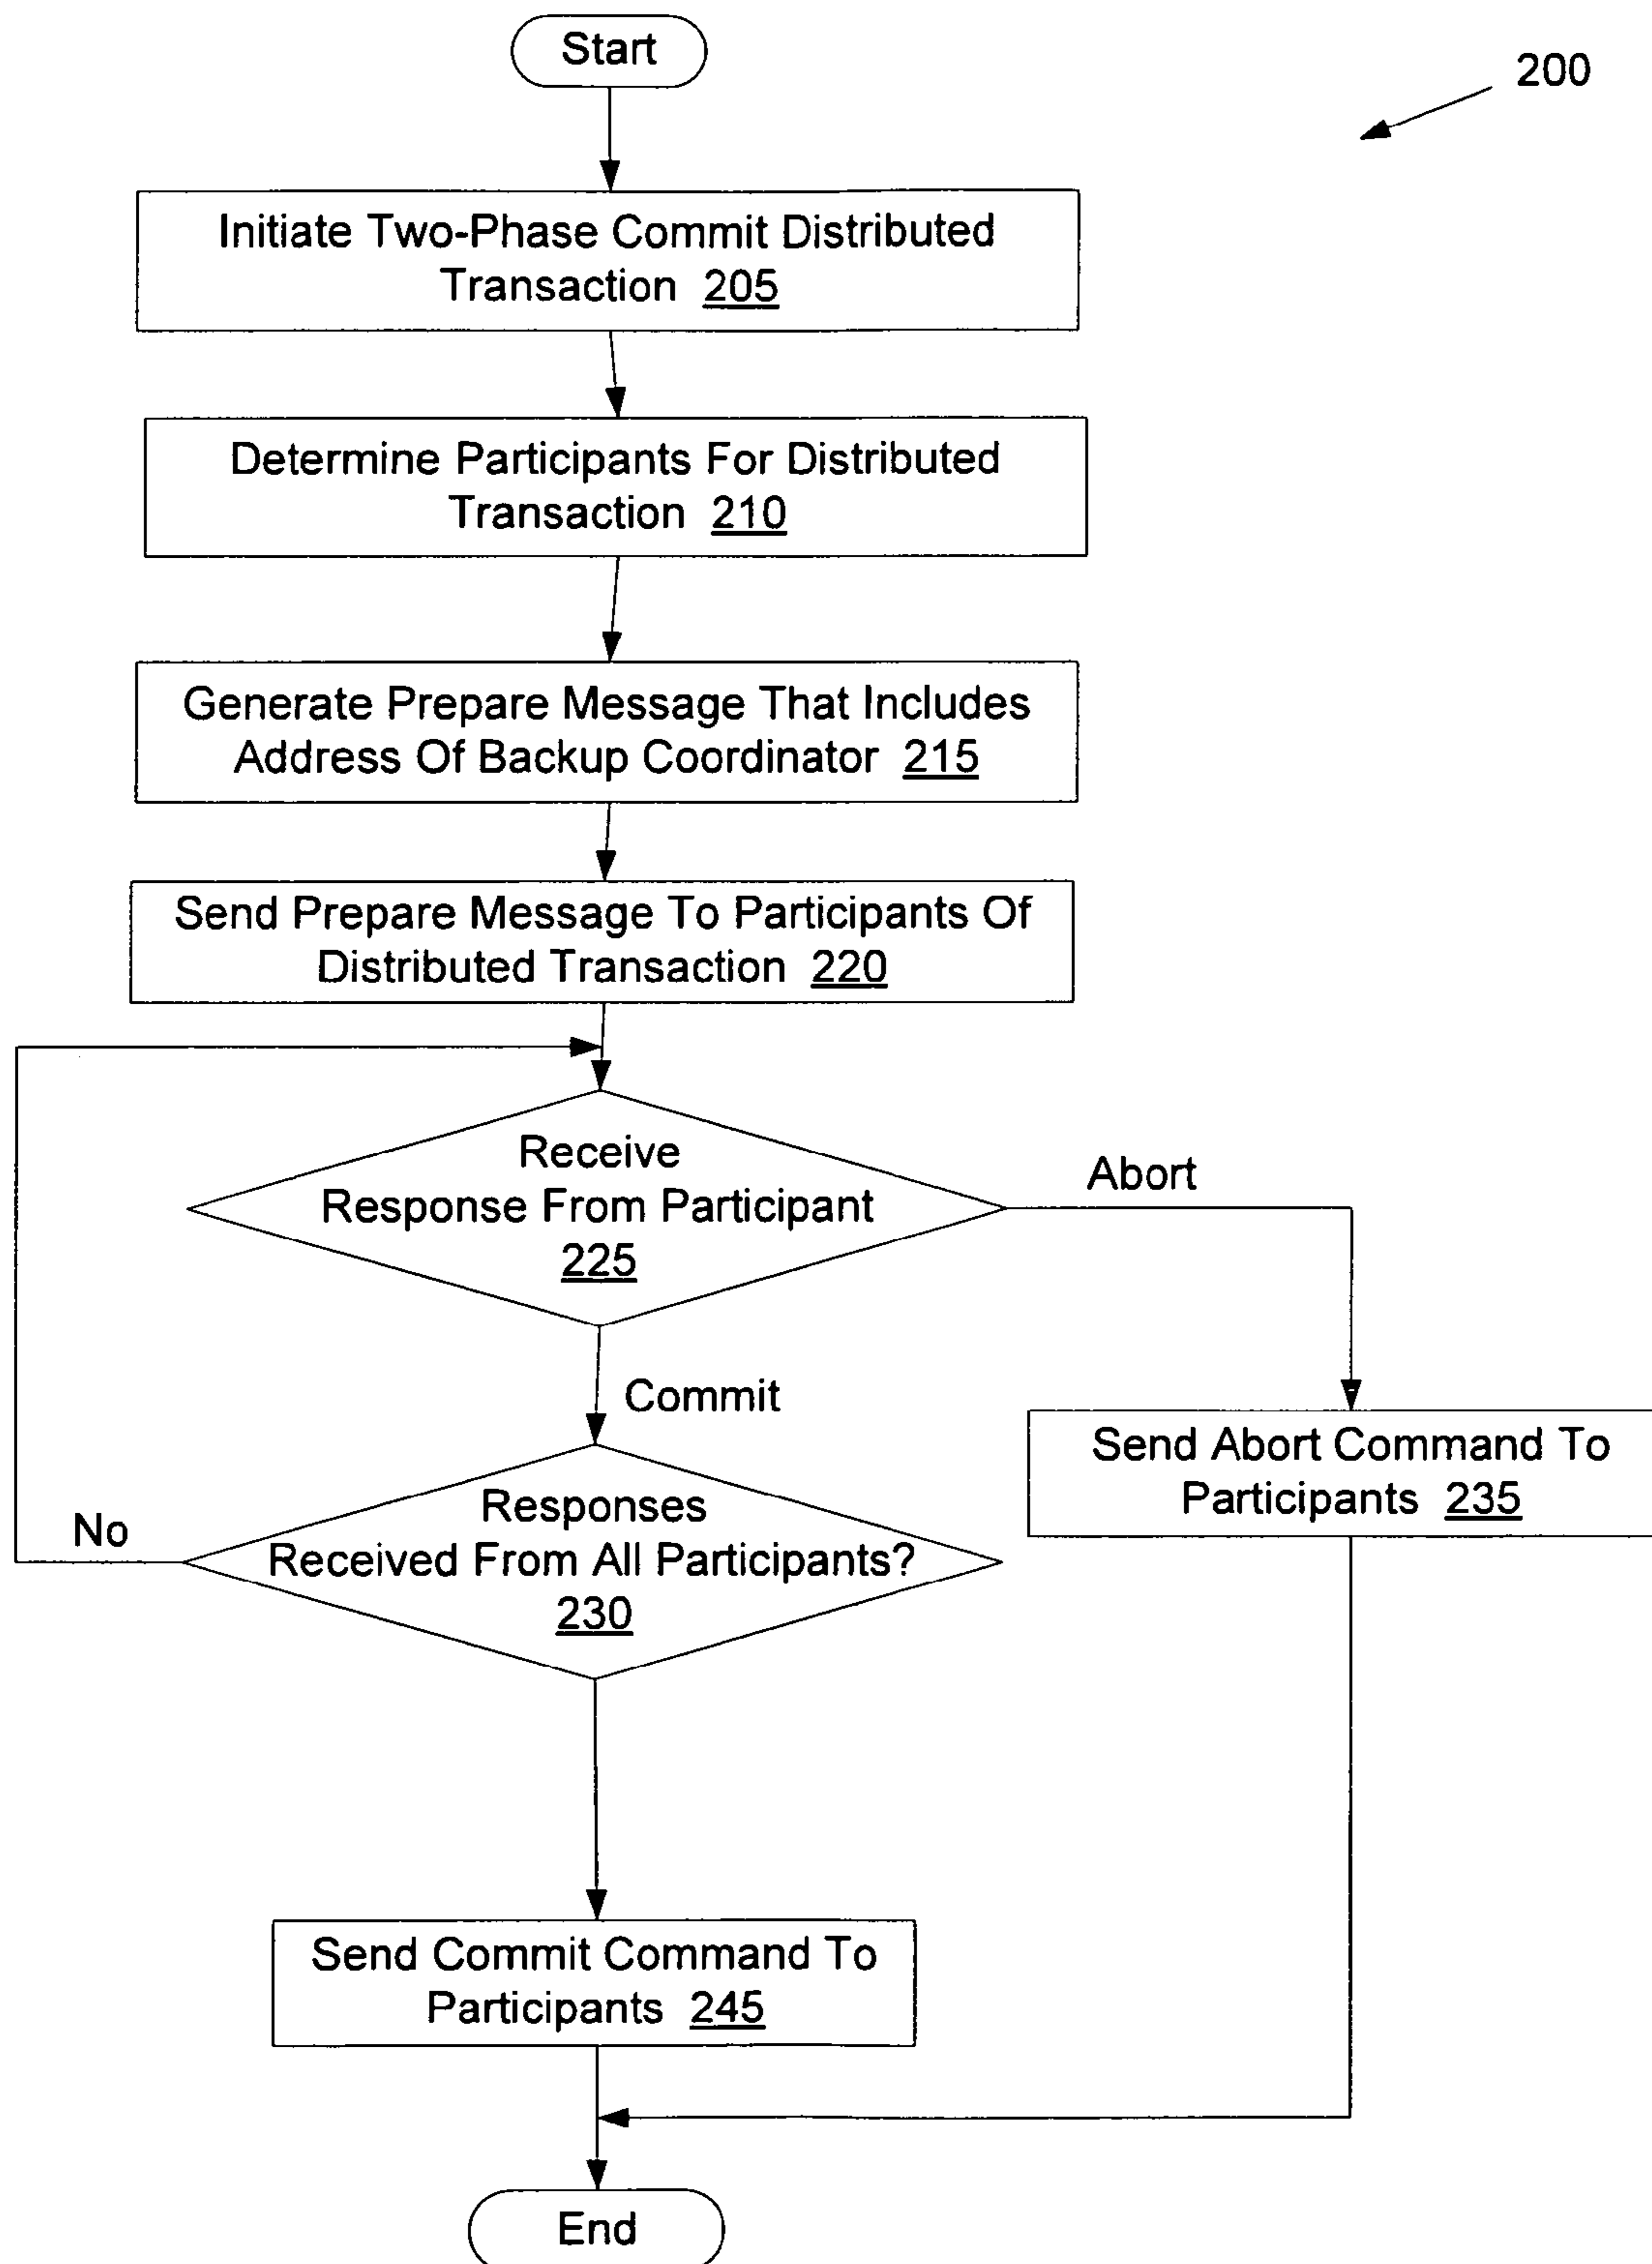 Start
200
Initiate Two-Phase Commit Distributed
Transaction 205
Determine Participants For Distributed
Transaction 210
Generate Prepare Message That Includes
Address Of Backup Coordinator 215
Send Prepare Message To Participants Of
Distributed Transaction 220
Receive
Response From Participant
225
Abort
Commit
Send Abort Command To
Participants 235
Responses
Received From All Participants?
230
No
Send Commit Command To
Participants 245
End